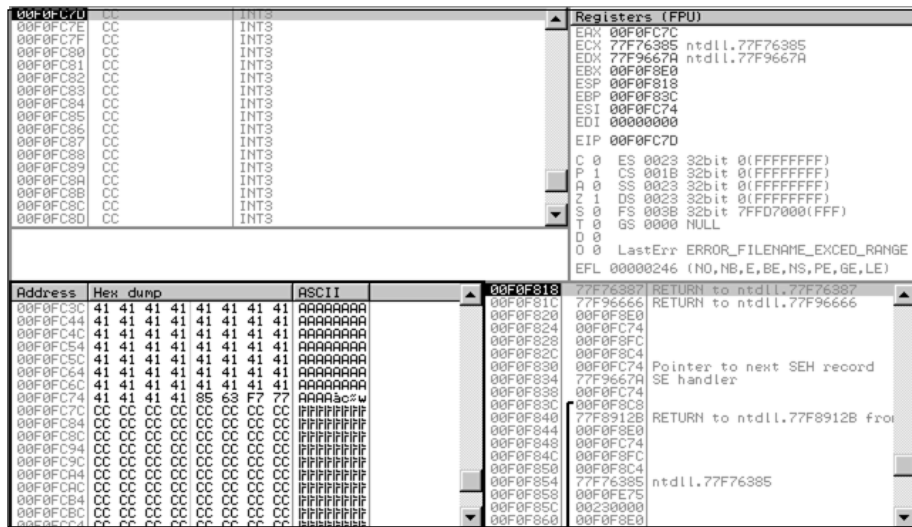 00F0FC7D CC INT3
00F0FC7E CC INT3
00F0FC7F CC INT3
00F0FC80 CC INT3
00F0FC81 CC INT3
00F0FC82 CC INT3
00F0FC83 CC INT3
00F0FC84 CC INT3
00F0FC85 CC INT3
00F0FC86 CC INT3
00F0FC87 CC INT3
00F0FC88 CC INT3
00F0FC89 CC INT3
00F0FC8A CC INT3
00F0FC8B CC INT3
00F0FC8C CC INT3
00F0FC8D CC INT3
Registers (FPU)
EAX 00F0FC7C
ECX 77F76385 ntdll.77F76385
EDX 77F9667A ntdll.77F9667A
EBX 00F0F8E0
ESP 00F0F818
EBP 00F0F83C
ESI 00F0FC74
EDI 00000000
EIP 00F0FC7D
C 0 ES 0023 32bit 0(FFFFFFFF)
P 1 CS 001B 32bit 0(FFFFFFFF)
A 0 SS 0023 32bit 0(FFFFFFFF)
Z 1 DS 0023 32bit 0(FFFFFFFF)
S 0 FS 003B 32bit 7FFD7000(FFF)
T 0 GS 0000 NULL
D 0
O 0 LastErr ERROR_FILENAME_EXCED_RANGE
EFL 00000246 (NO,NB,E,BE,NS,PE,GE,LE)
Address Hex dump ASCII
00F0FC3C 41 41 41 41 41 41 41 41 AAAAAAAA
00F0FC44 41 41 41 41 41 41 41 41 AAAAAAAA
00F0FC4C 41 41 41 41 41 41 41 41 AAAAAAAA
00F0FC54 41 41 41 41 41 41 41 41 AAAAAAAA
00F0FC5C 41 41 41 41 41 41 41 41 AAAAAAAA
00F0FC64 41 41 41 41 41 41 41 41 AAAAAAAA
00F0FC6C 41 41 41 41 41 41 41 41 AAAAAAAA
00F0FC74 41 41 41 41 85 63 F7 77 AAAAàc≈w
00F0FC7C CC CC CC CC CC CC CC CC ╠╠╠╠╠╠╠╠
00F0FC84 CC CC CC CC CC CC CC CC ╠╠╠╠╠╠╠╠
00F0FC8C CC CC CC CC CC CC CC CC ╠╠╠╠╠╠╠╠
00F0FC94 CC CC CC CC CC CC CC CC ╠╠╠╠╠╠╠╠
00F0FC9C CC CC CC CC CC CC CC CC ╠╠╠╠╠╠╠╠
00F0FCA4 CC CC CC CC CC CC CC CC ╠╠╠╠╠╠╠╠
00F0FCAC CC CC CC CC CC CC CC CC ╠╠╠╠╠╠╠╠
00F0FCB4 CC CC CC CC CC CC CC CC ╠╠╠╠╠╠╠╠
00F0FCBC CC CC CC CC CC CC CC CC ╠╠╠╠╠╠╠╠
00F0FCC4 CC CC CC CC CC CC CC CC ╠╠╠╠╠╠╠╠
00F0F818 77F76387 RETURN to ntdll.77F76387
00F0F81C 77F96666 RETURN to ntdll.77F96666
00F0F820 00F0F8E0
00F0F824 00F0FC74
00F0F828 00F0F8FC
00F0F82C 00F0F8C4
00F0F830 00F0FC74 Pointer to next SEH record
00F0F834 77F9667A SE handler
00F0F838 00F0FC74
00F0F83C 00F0F8C8
00F0F840 77F8912B RETURN to ntdll.77F8912B fro
00F0F844 00F0F8E0
00F0F848 00F0FC74
00F0F84C 00F0F8FC
00F0F850 00F0F8C4
00F0F854 77F76385 ntdll.77F76385
00F0F858 00F0FE75
00F0F85C 00230000
00F0F860 00F0F8E0